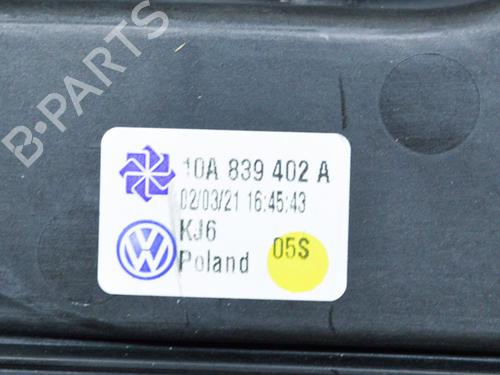 B-PARTS
10A 839 402 A
02/03/21 16:45:43
KJ6
05S
Poland